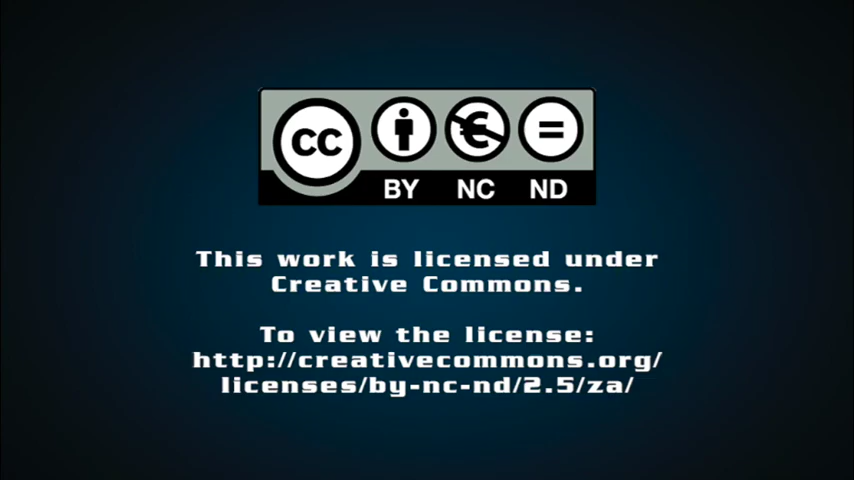 CC
BY NC ND
This work is licensed under
Creative Commons.
To view the license:
http://creativecommons.org/
licenses/by-nc-nd/2.5/za/